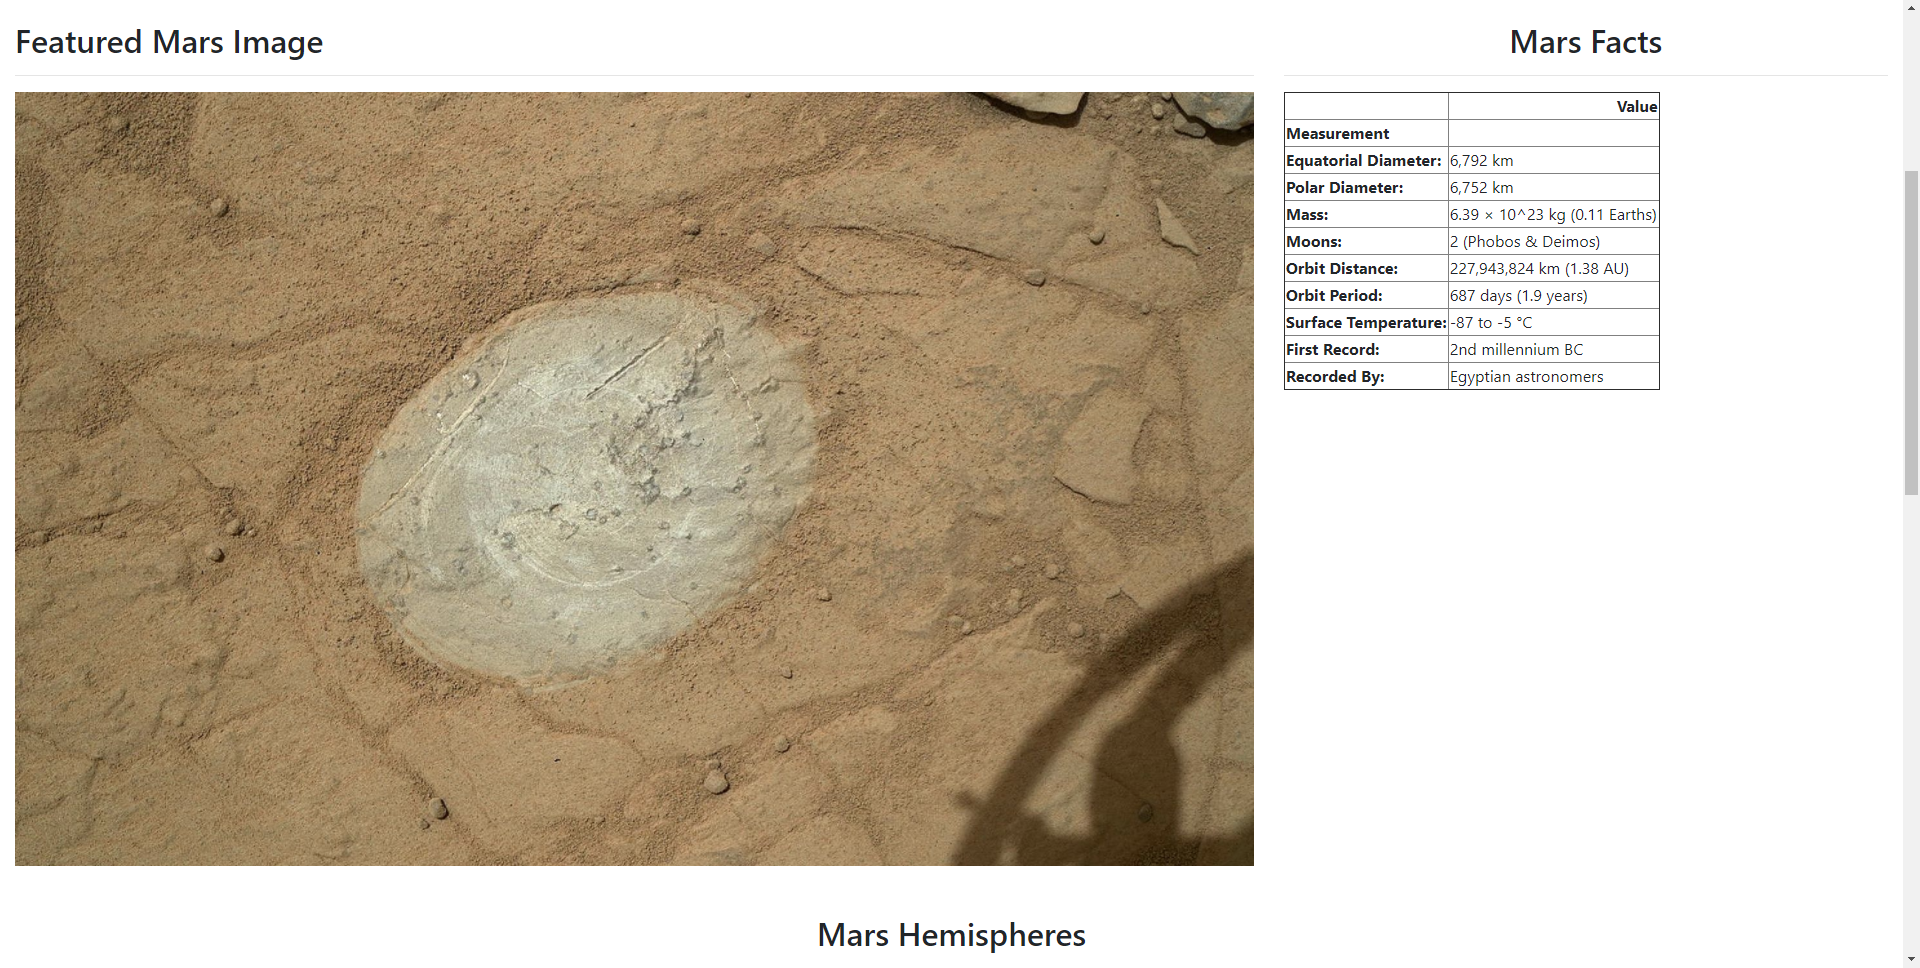 Featured Mars Image
Mars Facts
Value
Measurement
Equatorial Diameter: 6,792 km
Polar Diameter: 6,752 km
Mass: 6.39 × 10^23 kg (0.11 Earths)
Moons: 2 (Phobos & Deimos)
Orbit Distance: 227,943,824 km (1.38 AU)
Orbit Period: 687 days (1.9 years)
Surface Temperature: -87 to -5 °C
First Record: 2nd millennium BC
Recorded By: Egyptian astronomers
Mars Hemispheres